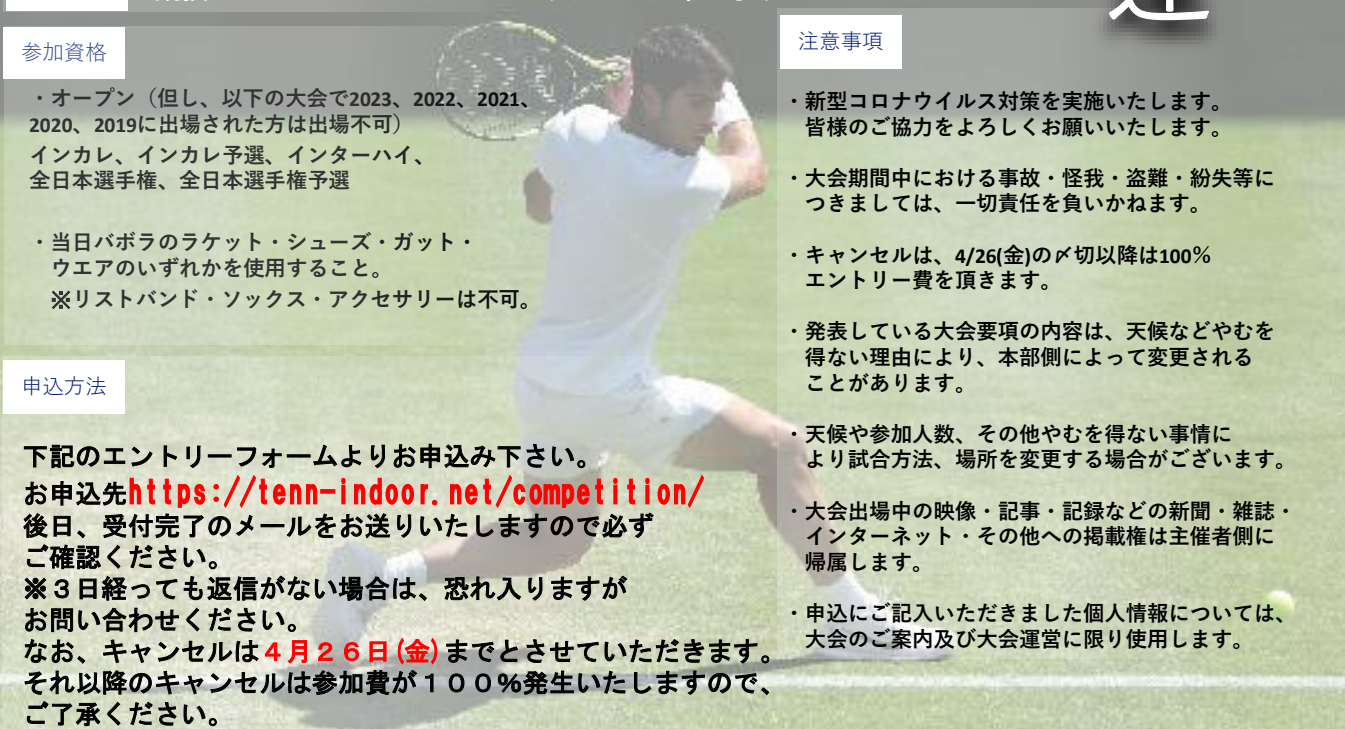 参加資格
・オープン（但し、以下の大会で2023、2022、2021、
2020、2019に出場された方は出場不可）
インカレ、インカレ予選、インターハイ、
全日本選手権、全日本選手権予選
・当日バボラのラケット・シューズ・ガット・
ウエアのいずれかを使用すること。
※リストバンド・ソックス・アクセサリーは不可。
申込方法
下記のエントリーフォームよりお申込み下さい。
お申込先https://tenn-indoor.net/competition/
後日、受付完了のメールをお送りいたしますので必ず
ご確認ください。
※３日経っても返信がない場合は、恐れ入りますが
お問い合わせください。
なお、キャンセルは４月２６日(金)までとさせていただきます。
それ以降のキャンセルは参加費が１００%発生いたしますので、
ご了承ください。
注意事項
・新型コロナウイルス対策を実施いたします。
皆様のご協力をよろしくお願いいたします。
・大会期間中における事故・怪我・盗難・紛失等に
つきましては、一切責任を負いかねます。
・キャンセルは、4/26(金)の〆切以降は100%
エントリー費を頂きます。
・発表している大会要項の内容は、天候などやむを
得ない理由により、本部側によって変更される
ことがあります。
・天候や参加人数、その他やむを得ない事情に
より試合方法、場所を変更する場合がございます。
・大会出場中の映像・記事・記録などの新聞・雑誌・
インターネット・その他への掲載権は主催者側に
帰属します。
・申込にご記入いただきました個人情報については、
大会のご案内及び大会運営に限り使用します。